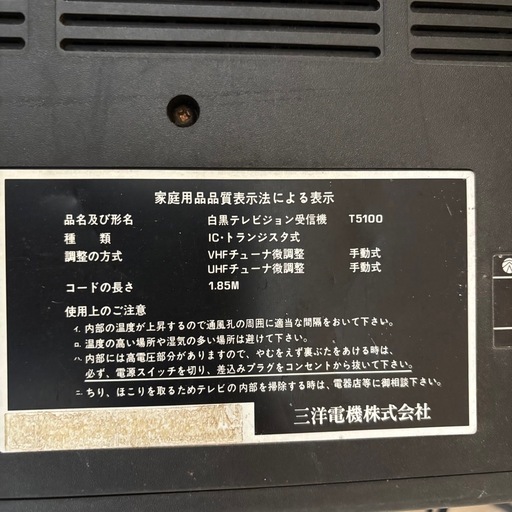 家庭用品品質表示法による表示
品名及び形名 白黒テレビジョン受信機 T5100
種類 IC・トランジスタ式
調整の方式 VHFチューナ微調整 手動式
UHFチューナ微調整 手動式
コードの長さ 1.85M
使用上のご注意
イ. 内部の温度が上昇するので通風孔の周囲に適当な間隔をおいて下さい。
ロ. 温度の高い場所や湿気の多い場所は避けて下さい。
ハ. 内部には高電圧部分がありますので、やむをえず裏ぶたをあける時は、
必ず、電源スイッチを切り、差込みプラグをコンセントから抜いて下さい。
ニ. ちり、ほこりを取るためテレビの内部を掃除する時は、電器店等に御相談下さい。
三洋電機株式会社